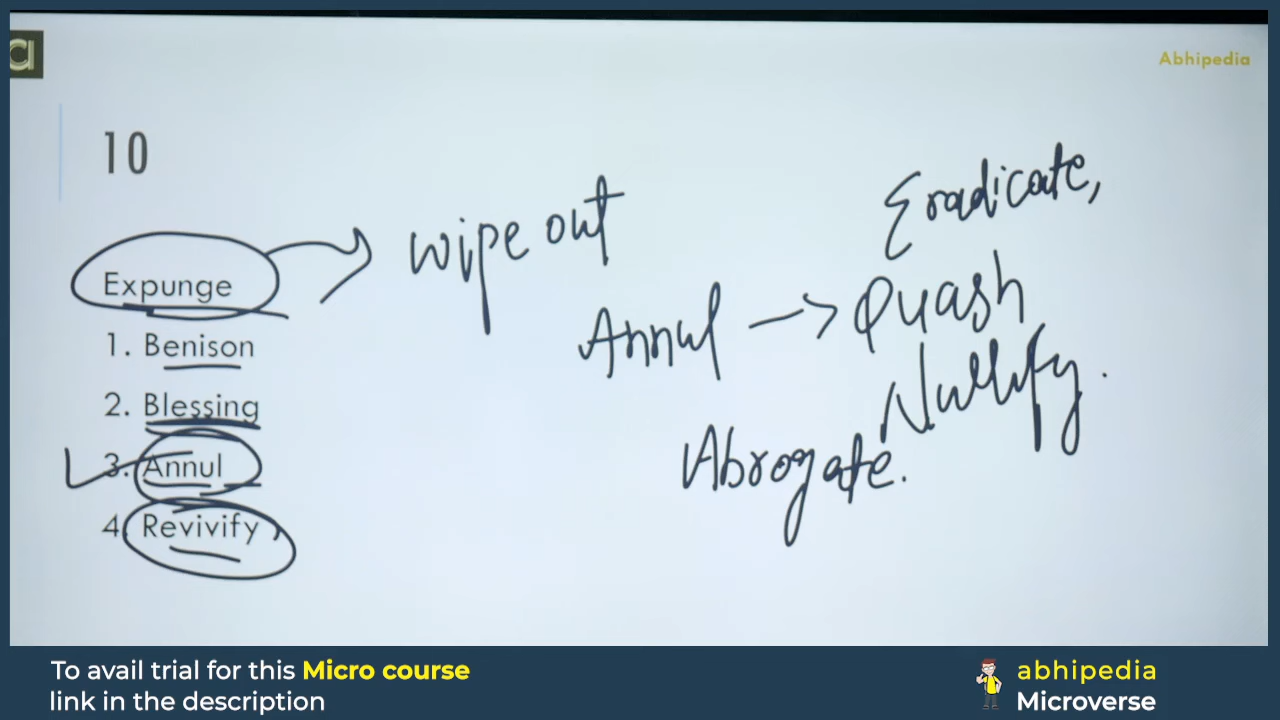 a
Abhipedia
10
Expunge
wipe out
Eradicate,
1. Benison
Annul → Quash
2. Blessing
Nullify.
3. Annul
Abrogate.
4. Revivify
To avail trial for this Micro course
link in the description
abhipedia
Microverse